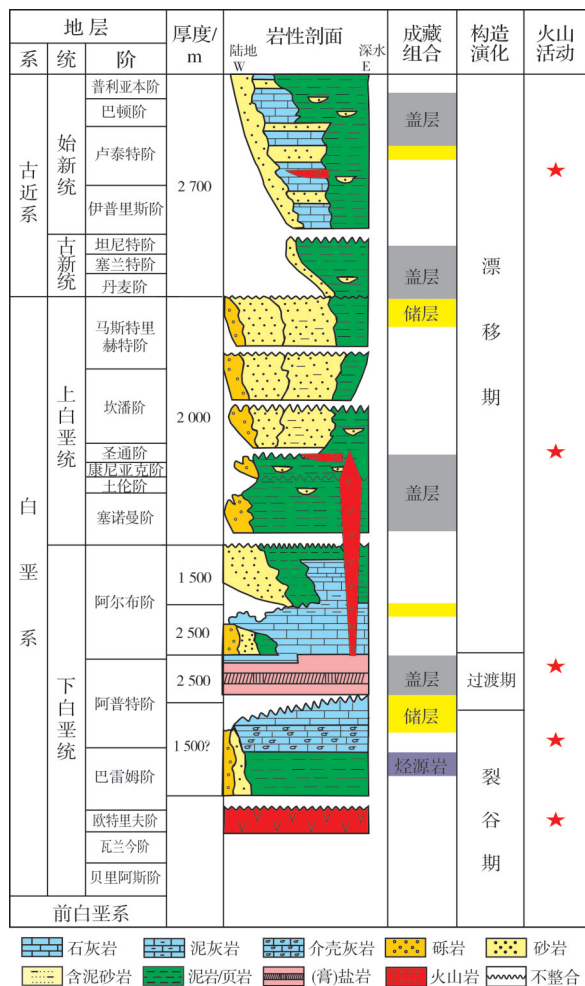 地层
系 统 阶
厚度/
m
岩性剖面
陆地
W
深水
E
成藏
组合
构造
演化
火山
活动
古近系
始新统
普利亚本阶
巴顿阶
卢泰特阶
伊普里斯阶
古新统
坦尼特阶
塞兰特阶
丹麦阶
白亚系
上白亚统
马斯特里
赫特阶
坎潘阶
圣通阶
康尼亚克阶
土伦阶
塞诺曼阶
下白亚统
阿尔布阶
阿普特阶
巴雷姆阶
欧特里夫阶
瓦兰今阶
贝里阿斯阶
前白亚系
2 700
2 000
1 500
2 500
2 500
1 500?
盖层
盖层
储层
盖层
盖层
储层
烃源岩
漂移期
过渡期
裂谷期
石灰岩
泥灰岩
介壳灰岩
砾岩
砂岩
含泥砂岩
泥岩/页岩
(膏)盐岩
火山岩
不整合